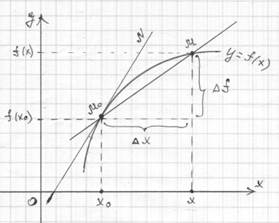 y
N
f(x)
M
y=f(x)
Δf
M₀
f(x₀)
Δx
O
x₀
x
x